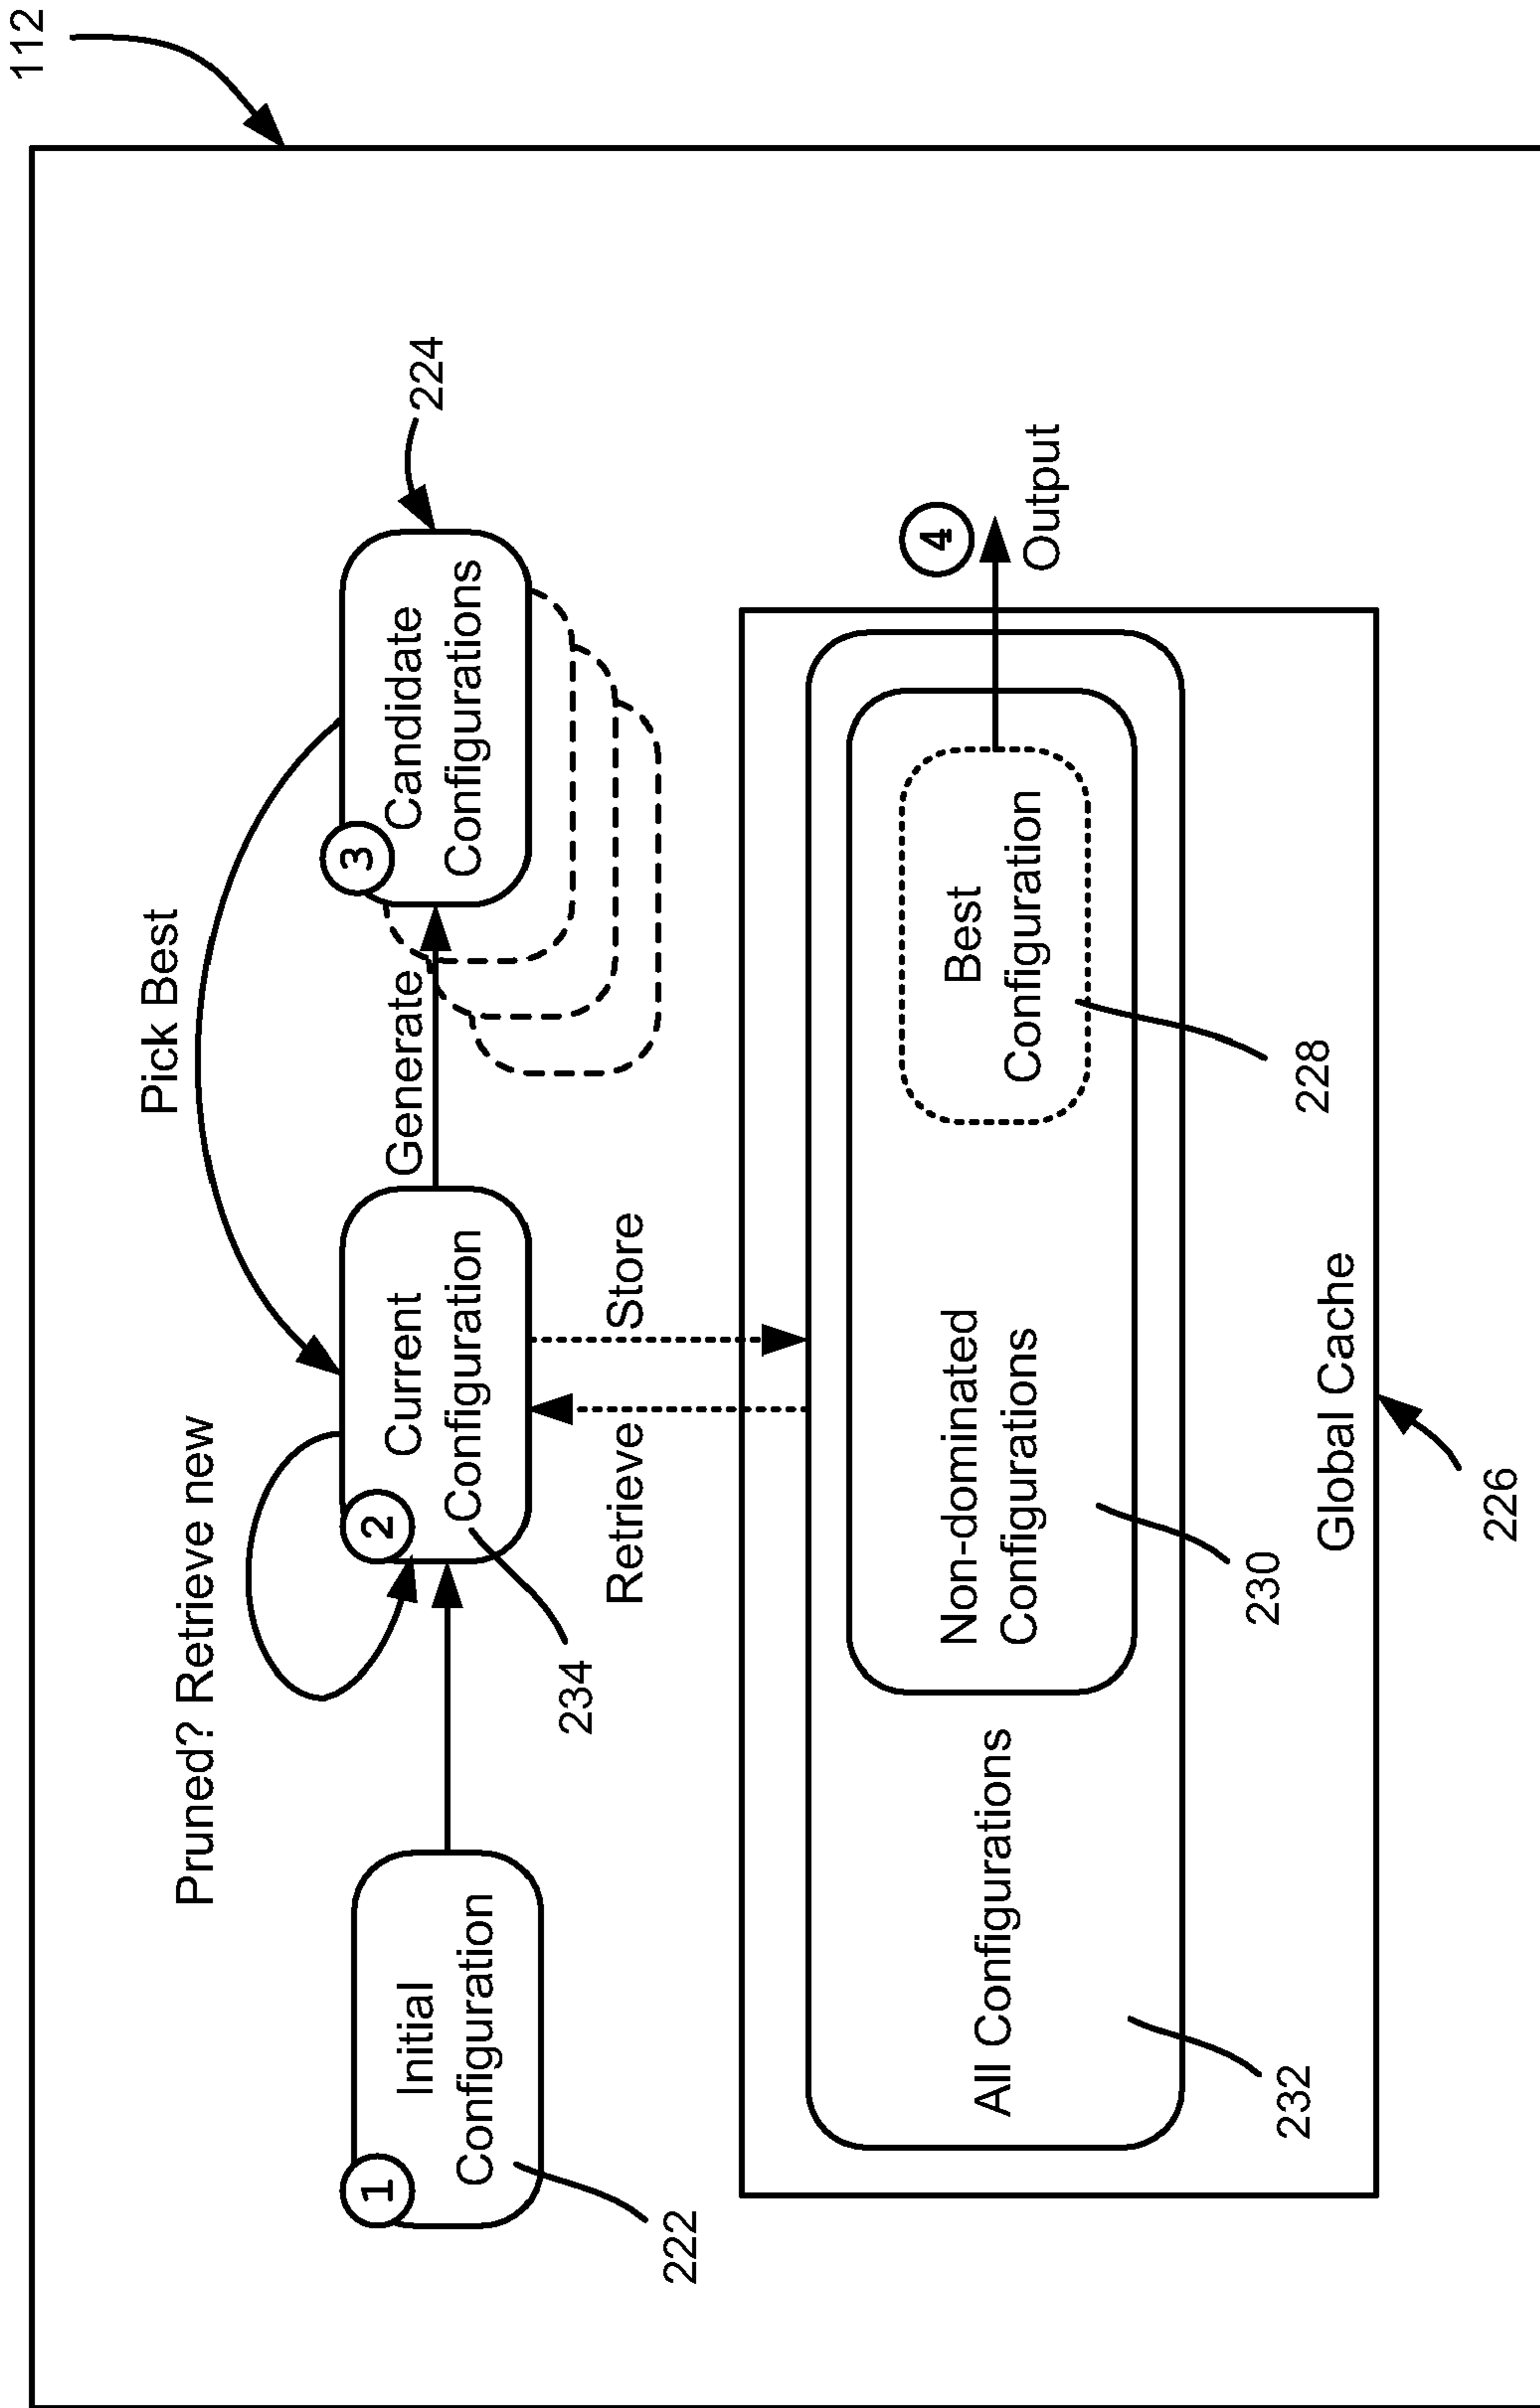 112
Pick Best
Pruned? Retrieve new
1
Initial
Configuration
222
2
Current
Configuration
234
Generate
3
Candidate
Configurations
224
Retrieve
Store
All Configurations
232
Non-dominated
Configurations
230
Best
Configuration
228
4
Output
Global Cache
226